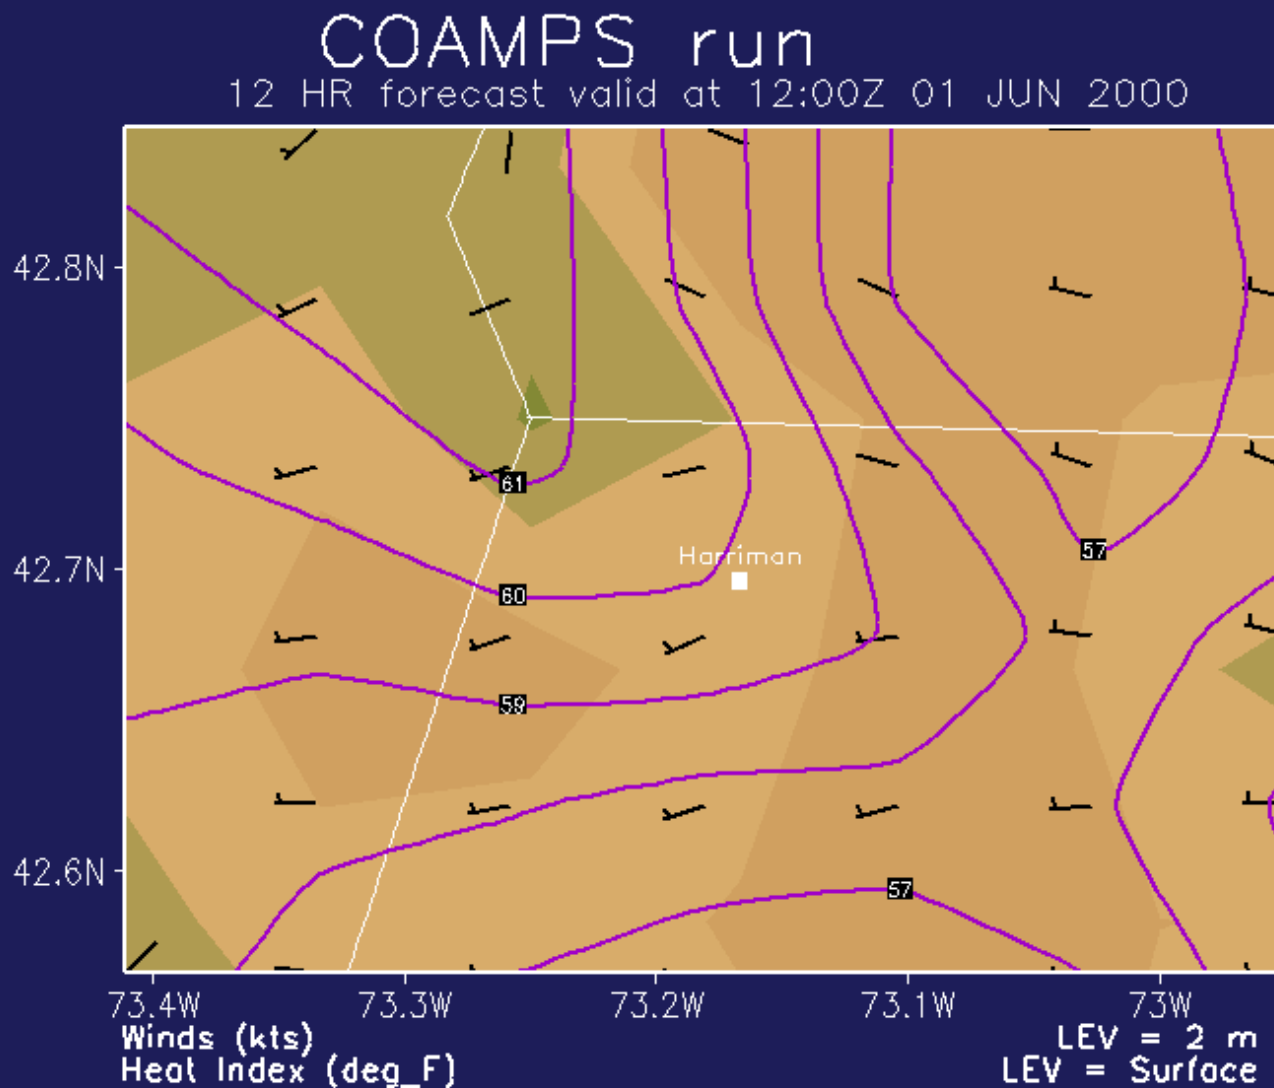 COAMPS run
12 HR forecast valid at 12:00Z 01 JUN 2000
42.8N
61
57
Harriman
42.7N
60
59
57
42.6N
73.4W 73.3W 73.2W 73.1W 73W
Winds (kts) LEV = 2 m
Heat Index (deg_F) LEV = Surface